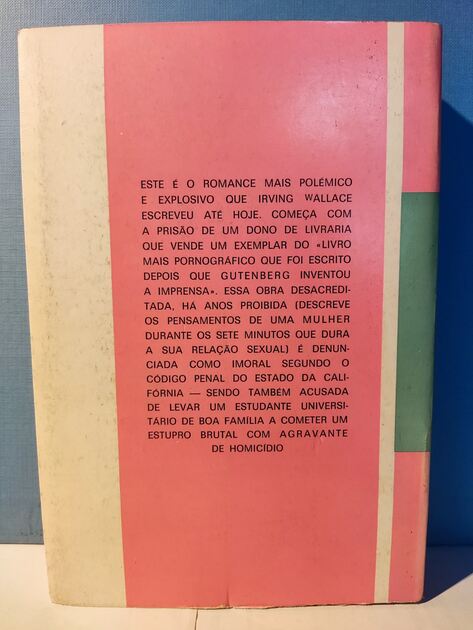 ESTE É O ROMANCE MAIS POLÉMICO
E EXPLOSIVO QUE IRVING WALLACE
ESCREVEU ATÉ HOJE. COMEÇA COM
A PRISÃO DE UM DONO DE LIVRARIA
QUE VENDE UM EXEMPLAR DO «LIVRO
MAIS PORNOGRÁFICO QUE FOI ESCRITO
DEPOIS QUE GUTENBERG INVENTOU
A IMPRENSA». ESSA OBRA DESACREDI-
TADA, HÁ ANOS PROIBIDA (DESCREVE
OS PENSAMENTOS DE UMA MULHER
DURANTE OS SETE MINUTOS QUE DURA
A SUA RELAÇÃO SEXUAL) É DENUN-
CIADA COMO IMORAL SEGUNDO O
CÓDIGO PENAL DO ESTADO DA CALI-
FÓRNIA — SENDO TAMBÉM ACUSADA
DE LEVAR UM ESTUDANTE UNIVERSI-
TÁRIO DE BOA FAMÍLIA A COMETER UM
ESTUPRO BRUTAL COM AGRAVANTE
DE HOMICÍDIO